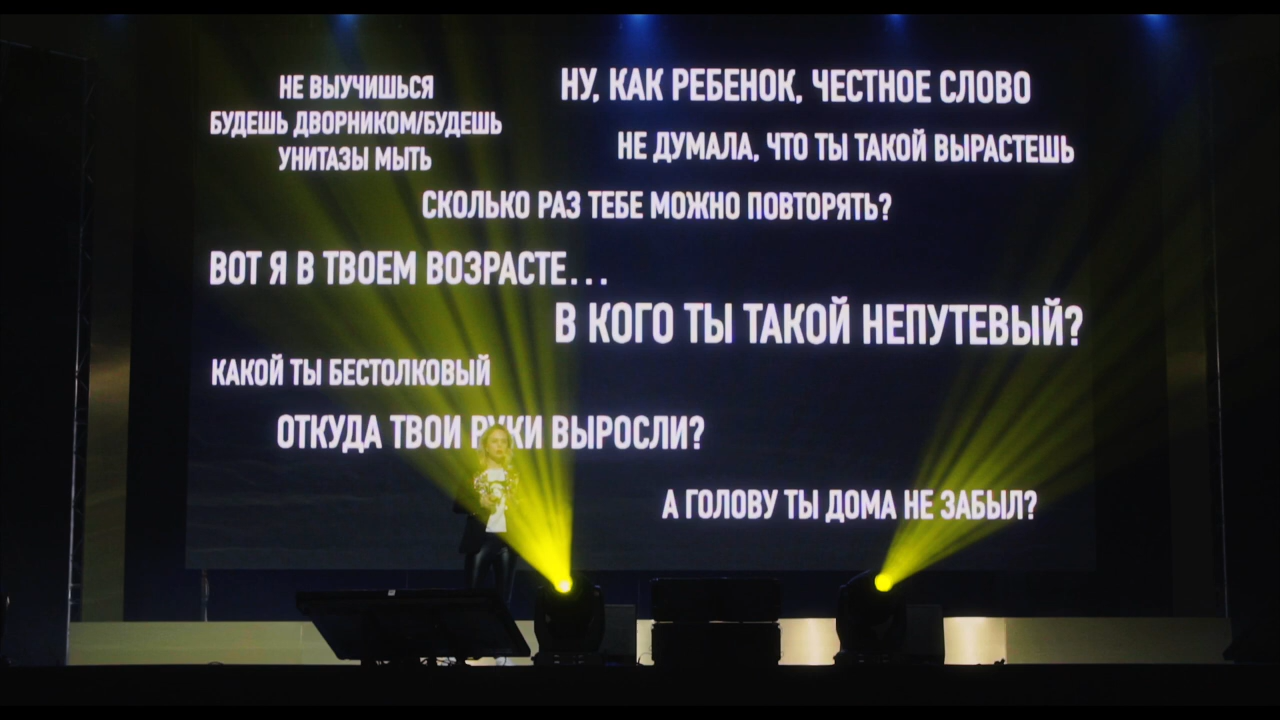 НЕ ВЫУЧИШЬСЯ
БУДЕШЬ ДВОРНИКОМ/БУДЕШЬ
УНИТАЗЫ МЫТЬ
НУ, КАК РЕБЕНОК, ЧЕСТНОЕ СЛОВО
НЕ ДУМАЛА, ЧТО ТЫ ТАКОЙ ВЫРАСТЕШЬ
СКОЛЬКО РАЗ ТЕБЕ МОЖНО ПОВТОРЯТЬ?
ВОТ Я В ТВОЕМ ВОЗРАСТЕ...
В КОГО ТЫ ТАКОЙ НЕПУТЕВЫЙ?
КАКОЙ ТЫ БЕСТОЛКОВЫЙ
ОТКУДА ТВОИ РУКИ ВЫРОСЛИ?
А ГОЛОВУ ТЫ ДОМА НЕ ЗАБЫЛ?